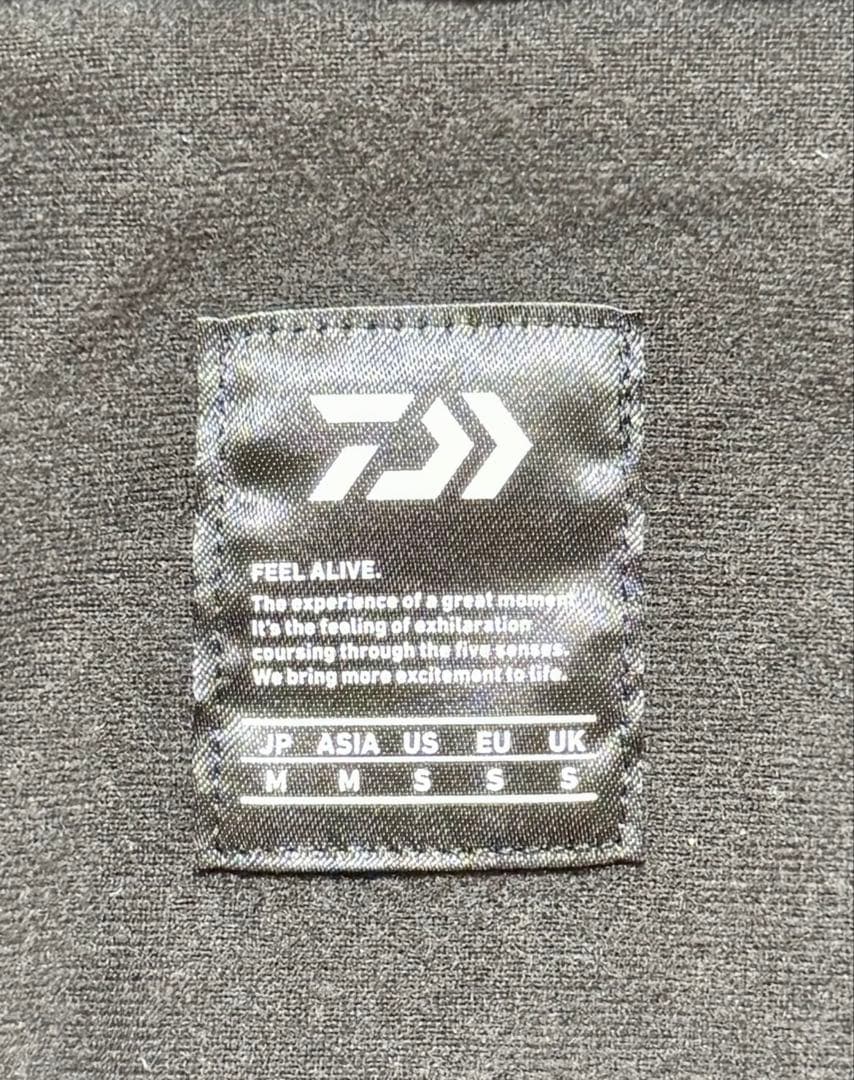 FEEL ALIVE.
The experience of a great moment.
It's the feeling of exhilaration
coursing through the five senses.
We bring more excitement to life.
JP ASIA US EU UK
M M S S S